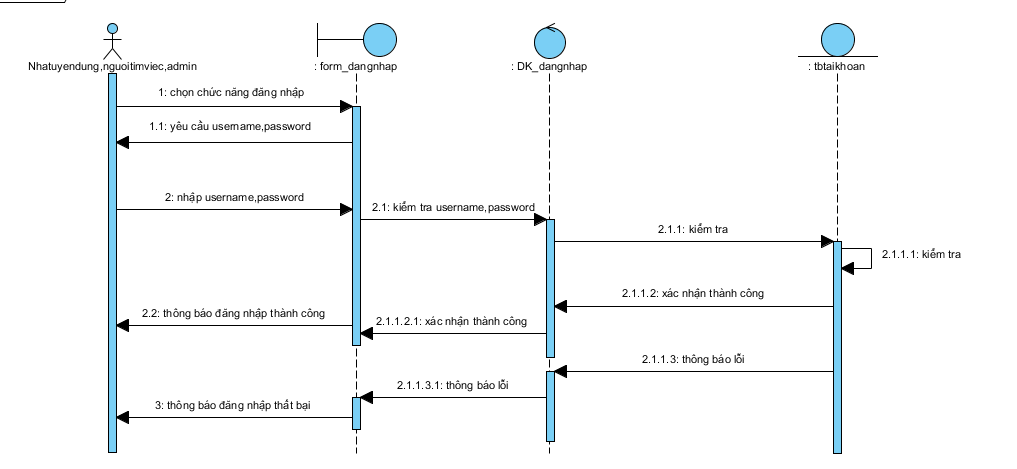 Nhatuyendung,nguoitimviec,admin
: form_dangnhap
: DK_dangnhap
: tbtaikhoan
1: chọn chức năng đăng nhập
1.1: yêu cầu username,password
2: nhập username,password
2.1: kiểm tra username,password
2.1.1: kiểm tra
2.1.1.1: kiểm tra
2.1.1.2: xác nhận thành công
2.2: thông báo đăng nhập thành công
2.1.1.2.1: xác nhận thành công
2.1.1.3: thông báo lỗi
2.1.1.3.1: thông báo lỗi
3: thông báo đăng nhập thất bại